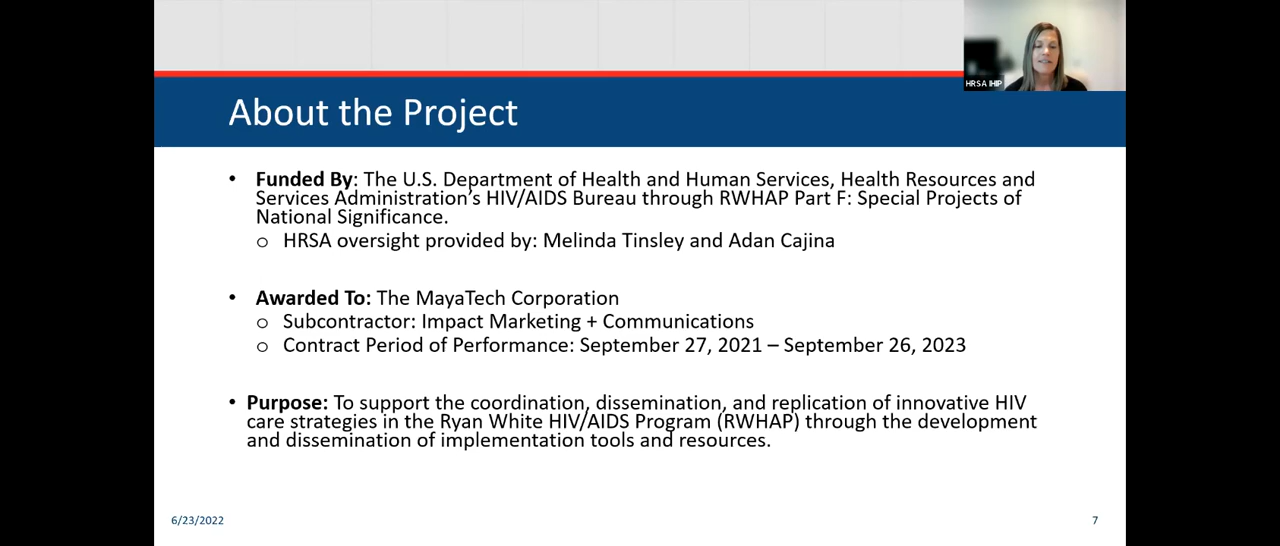 HRSA IHIP
About the Project
• Funded By: The U.S. Department of Health and Human Services, Health Resources and
Services Administration's HIV/AIDS Bureau through RWHAP Part F: Special Projects of
National Significance.
o HRSA oversight provided by: Melinda Tinsley and Adan Cajina
• Awarded To: The MayaTech Corporation
o Subcontractor: Impact Marketing + Communications
o Contract Period of Performance: September 27, 2021 – September 26, 2023
• Purpose: To support the coordination, dissemination, and replication of innovative HIV
care strategies in the Ryan White HIV/AIDS Program (RWHAP) through the development
and dissemination of implementation tools and resources.
6/23/2022
7